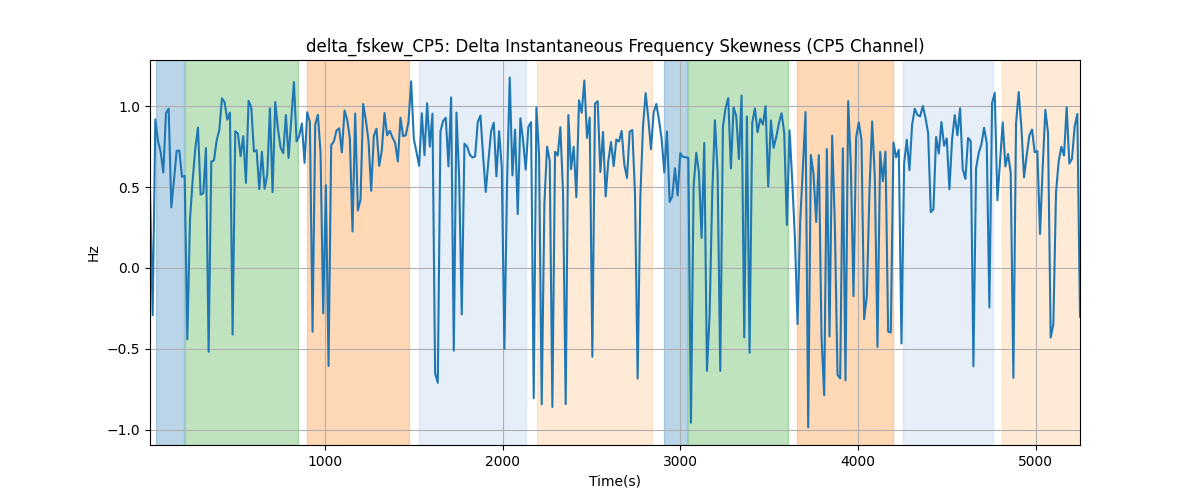 delta_fskew_CP5: Delta Instantaneous Frequency Skewness (CP5 Channel)
1.0
0.5
0.0
−0.5
−1.0
Hz
1000 2000 3000 4000 5000
Time(s)